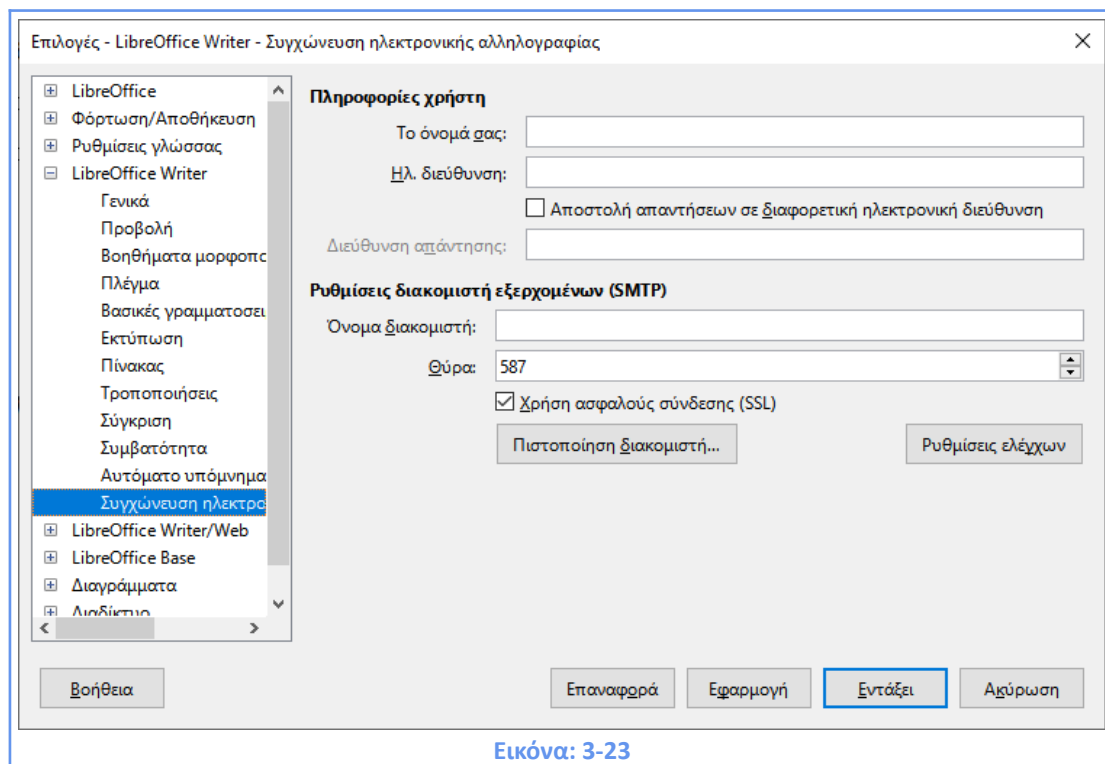 Επιλογές - LibreOffice Writer - Συγχώνευση ηλεκτρονικής αλληλογραφίας
LibreOffice
Φόρτωση/Αποθήκευση
Ρυθμίσεις γλώσσας
LibreOffice Writer
Γενικά
Προβολή
Βοηθήματα μορφοπο
Πλέγμα
Βασικές γραμματοσει
Εκτύπωση
Πίνακας
Τροποποιήσεις
Σύγκριση
Συμβατότητα
Αυτόματο υπόμνημα
Συγχώνευση ηλεκτρο
LibreOffice Writer/Web
LibreOffice Base
Διαγράμματα
Διαδίκτυο
Πληροφορίες χρήστη
Το όνομά σας:
Ηλ. διεύθυνση:
Αποστολή απαντήσεων σε διαφορετική ηλεκτρονική διεύθυνση
Διεύθυνση απάντησης:
Ρυθμίσεις διακομιστή εξερχομένων (SMTP)
Όνομα διακομιστή:
Θύρα: 587
Χρήση ασφαλούς σύνδεσης (SSL)
Πιστοποίηση διακομιστή... Ρυθμίσεις ελέγχων
Βοήθεια Επαναφορά Εφαρμογή Εντάξει Ακύρωση
Εικόνα: 3-23